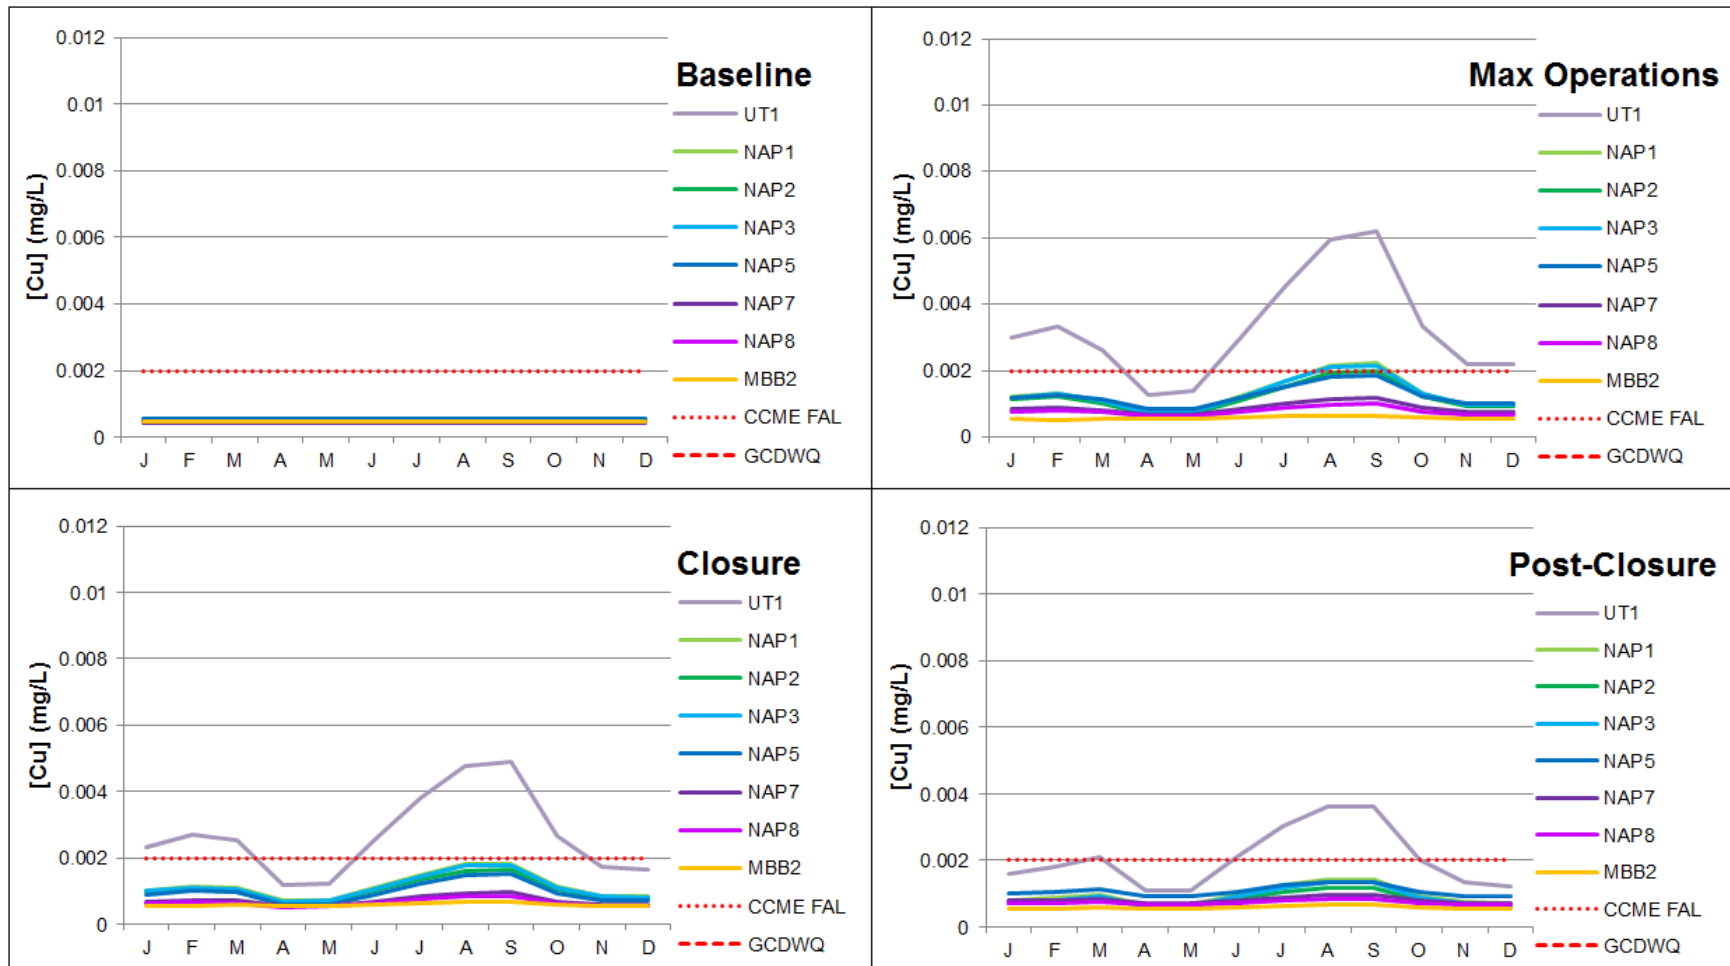 Baseline
[Cu] (mg/L)
0.012
0.01
0.008
0.006
0.004
0.002
0
J F M A M J J A S O N D
UT1
NAP1
NAP2
NAP3
NAP5
NAP7
NAP8
MBB2
CCME FAL
GCDWQ
Max Operations
[Cu] (mg/L)
0.012
0.01
0.008
0.006
0.004
0.002
0
J F M A M J J A S O N D
UT1
NAP1
NAP2
NAP3
NAP5
NAP7
NAP8
MBB2
CCME FAL
GCDWQ
Closure
[Cu] (mg/L)
0.012
0.01
0.008
0.006
0.004
0.002
0
J F M A M J J A S O N D
UT1
NAP1
NAP2
NAP3
NAP5
NAP7
NAP8
MBB2
CCME FAL
GCDWQ
Post-Closure
[Cu] (mg/L)
0.012
0.01
0.008
0.006
0.004
0.002
0
J F M A M J J A S O N D
UT1
NAP1
NAP2
NAP3
NAP5
NAP7
NAP8
MBB2
CCME FAL
GCDWQ